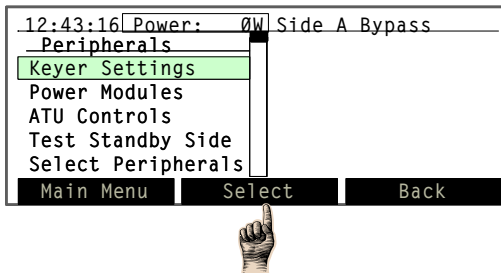 12:43:16 Power: 0W Side A Bypass
Peripherals
Keyer Settings
Power Modules
ATU Controls
Test Standby Side
Select Peripherals
Main Menu Select Back